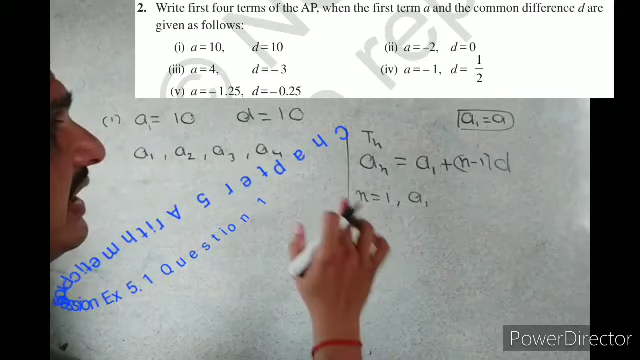 2. Write first four terms of the AP, when the first term a and the common difference d are
given as follows:
(i) a = 10, d = 10 (ii) a = –2, d = 0
(iii) a = 4, d = – 3 (iv) a = – 1, d = 1/2
(v) a = – 1.25, d = – 0.25
(i) a₁ = 10 d = 10 a₁ = a
a₁, a₂, a₃, a₄ Tₙ
aₙ = a₁ + (n-1)d
n = 1, a₁
Chapter 5 Arithmetic
ssion Ex 5.1 Question 1
PowerDirector